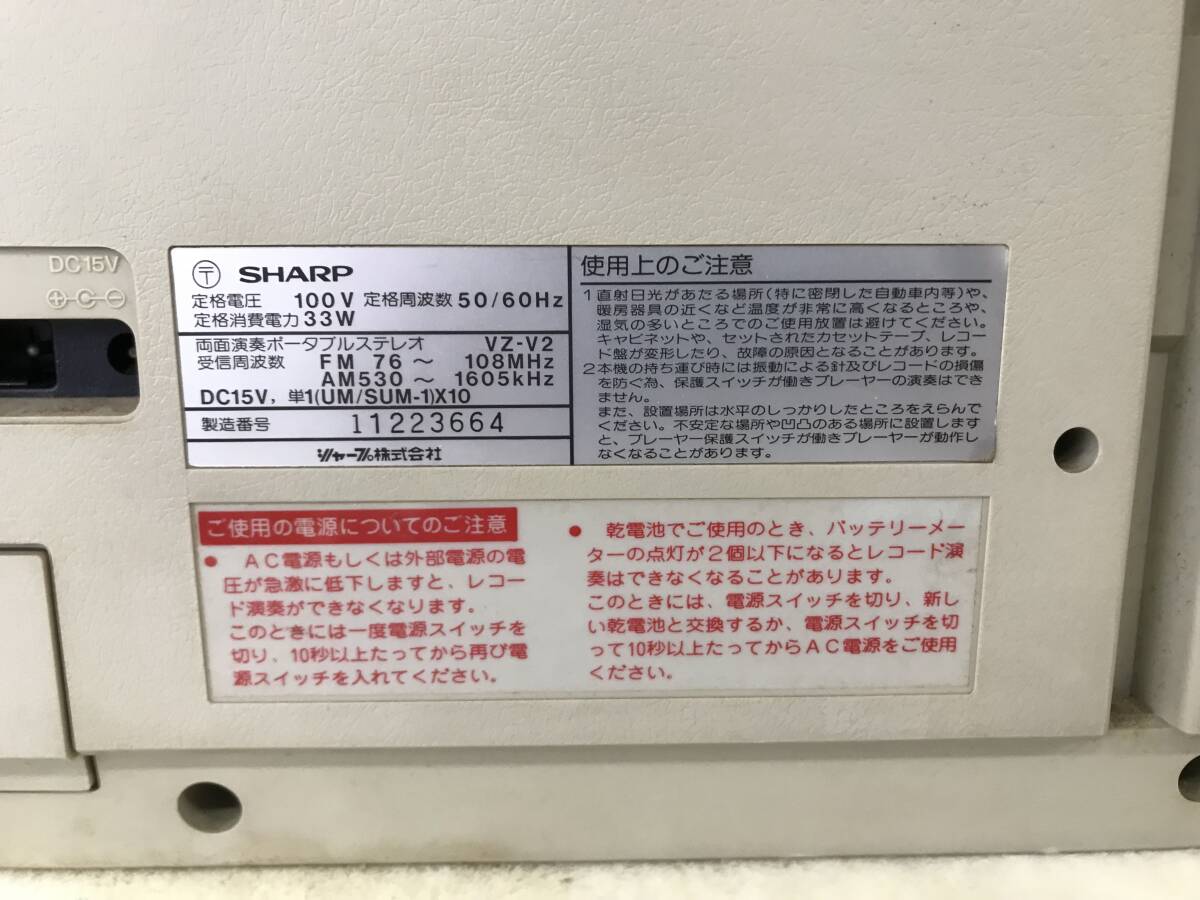 DC15V
〒 SHARP
定格電圧 100V 定格周波数 50/60Hz
定格消費電力 33W
両面演奏ポータブルステレオ VZ-V2
受信周波数 FM 76 ～ 108MHz
AM530 ～ 1605kHz
DC15V, 単1(UM/SUM-1)X10
製造番号 11223664
シャープ株式会社
使用上のご注意
1 直射日光があたる場所(特に密閉した自動車内等)や、
暖房器具の近くなど温度が非常に高くなるところや、
湿気の多いところでのご使用放置は避けてください。
キャビネットや、セットされたカセットテープ、レコー
ド盤が変形したり、故障の原因となることがあります。
2 本機の持ち運び時には振動による針及びレコードの損傷
を防ぐ為、保護スイッチが働きプレーヤーの演奏はでき
ません。
また、設置場所は水平のしっかりしたところをえらんで
ください。不安定な場所や凹凸のある場所に設置します
と、プレーヤー保護スイッチが働きプレーヤーが動作し
なくなることがあります。
ご使用の電源についてのご注意
● AC電源もしくは外部電源の電
圧が急激に低下しますと、レコー
ド演奏ができなくなります。
このときには一度電源スイッチを
切り、10秒以上たってから再び電
源スイッチを入れてください。
● 乾電池でご使用のとき、バッテリーメー
ターの点灯が2個以下になるとレコード演
奏はできなくなることがあります。
このときには、電源スイッチを切り、新し
い乾電池と交換するか、電源スイッチを切
って10秒以上たってからAC電源をご使用
ください。